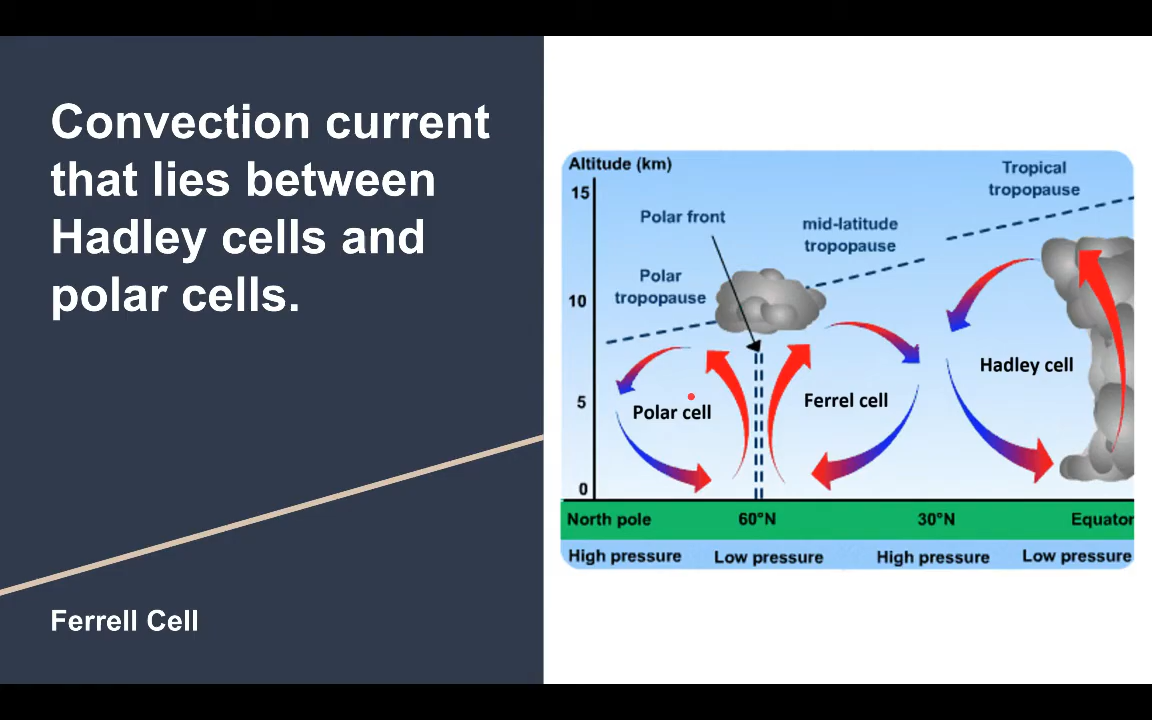 Convection current
that lies between
Hadley cells and
polar cells.
Ferrell Cell
Altitude (km)
15
10
5
0
Tropical
tropopause
Polar front
mid-latitude
tropopause
Polar
tropopause
Hadley cell
Ferrel cell
Polar cell
North pole
60°N
30°N
Equator
High pressure
Low pressure
High pressure
Low pressure